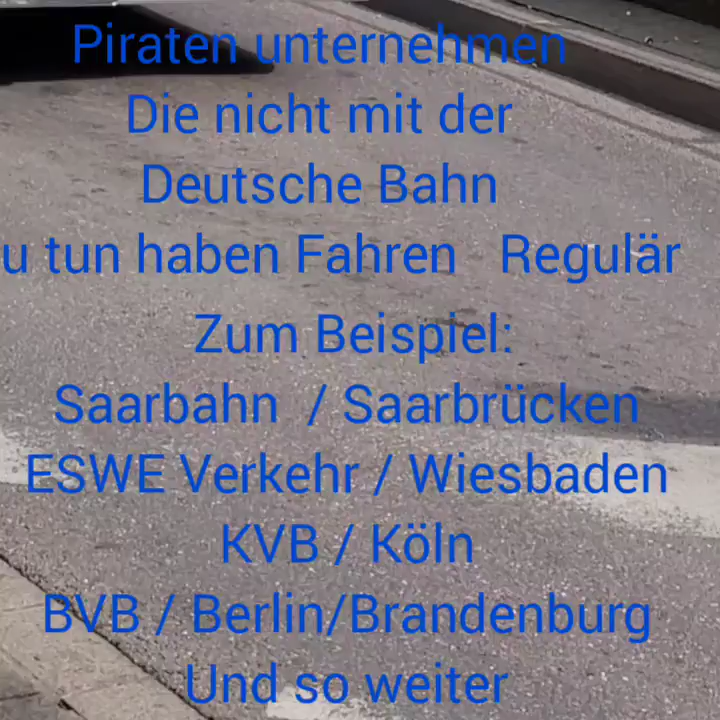 Piraten unternehmen
Die nicht mit der
Deutsche Bahn
u tun haben Fahren Regulär
Zum Beispiel:
Saarbahn / Saarbrücken
ESWE Verkehr / Wiesbaden
KVB / Köln
BVB / Berlin/Brandenburg
Und so weiter